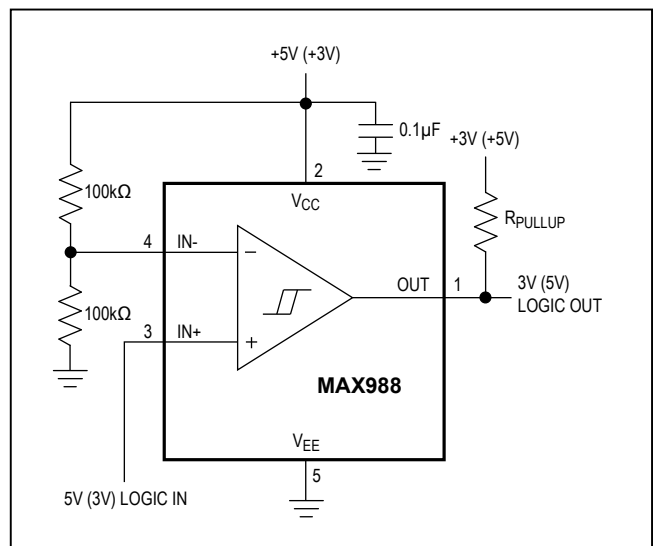 +5V (+3V)
0.1µF
+3V (+5V)
2
100kΩ
VCC
RPULLUP
4 IN-
OUT 1
3V (5V)
LOGIC OUT
100kΩ
3 IN+
MAX988
VEE
5
5V (3V) LOGIC IN